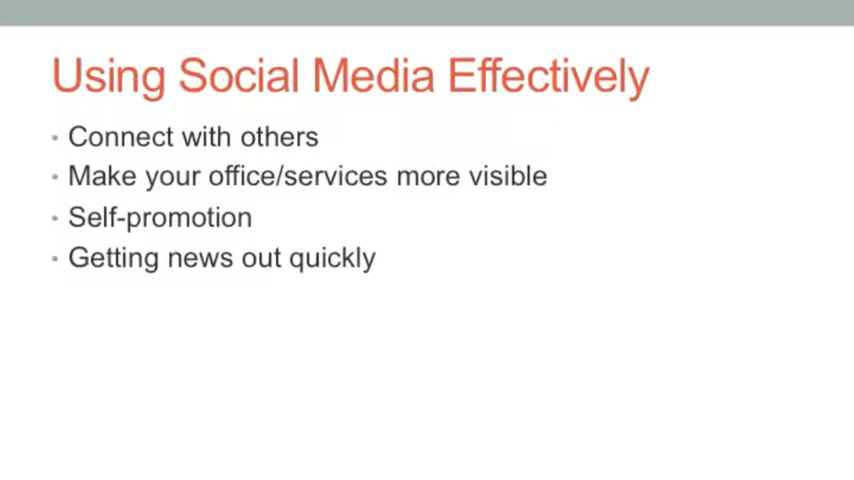 Using Social Media Effectively
• Connect with others
• Make your office/services more visible
• Self-promotion
• Getting news out quickly